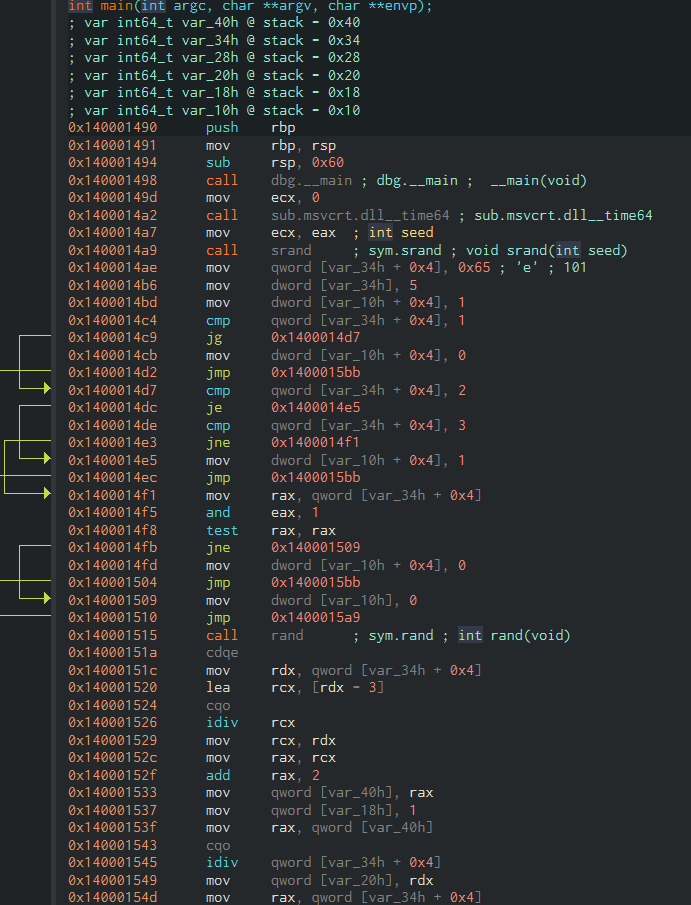 int main(int argc, char **argv, char **envp);
; var int64_t var_40h @ stack - 0x40
; var int64_t var_34h @ stack - 0x34
; var int64_t var_28h @ stack - 0x28
; var int64_t var_20h @ stack - 0x20
; var int64_t var_18h @ stack - 0x18
; var int64_t var_10h @ stack - 0x10
0x140001490 push rbp
0x140001491 mov rbp, rsp
0x140001494 sub rsp, 0x60
0x140001498 call dbg.__main ; dbg.__main ; __main(void)
0x14000149d mov ecx, 0
0x1400014a2 call sub.msvcrt.dll__time64 ; sub.msvcrt.dll__time64
0x1400014a7 mov ecx, eax ; int seed
0x1400014a9 call srand ; sym.srand ; void srand(int seed)
0x1400014ae mov qword [var_34h + 0x4], 0x65 ; 'e' ; 101
0x1400014b6 mov dword [var_34h], 5
0x1400014bd mov dword [var_10h + 0x4], 1
0x1400014c4 cmp qword [var_34h + 0x4], 1
0x1400014c9 jg 0x1400014d7
0x1400014cb mov dword [var_10h + 0x4], 0
0x1400014d2 jmp 0x1400015bb
0x1400014d7 cmp qword [var_34h + 0x4], 2
0x1400014dc je 0x1400014e5
0x1400014de cmp qword [var_34h + 0x4], 3
0x1400014e3 jne 0x1400014f1
0x1400014e5 mov dword [var_10h + 0x4], 1
0x1400014ec jmp 0x1400015bb
0x1400014f1 mov rax, qword [var_34h + 0x4]
0x1400014f5 and eax, 1
0x1400014f8 test rax, rax
0x1400014fb jne 0x140001509
0x1400014fd mov dword [var_10h + 0x4], 0
0x140001504 jmp 0x1400015bb
0x140001509 mov dword [var_10h], 0
0x140001510 jmp 0x1400015a9
0x140001515 call rand ; sym.rand ; int rand(void)
0x14000151a cdqe
0x14000151c mov rdx, qword [var_34h + 0x4]
0x140001520 lea rcx, [rdx - 3]
0x140001524 cqo
0x140001526 idiv rcx
0x140001529 mov rcx, rdx
0x14000152c mov rax, rcx
0x14000152f add rax, 2
0x140001533 mov qword [var_40h], rax
0x140001537 mov qword [var_18h], 1
0x14000153f mov rax, qword [var_40h]
0x140001543 cqo
0x140001545 idiv qword [var_34h + 0x4]
0x140001549 mov qword [var_20h], rdx
0x14000154d mov rax, qword [var_34h + 0x4]